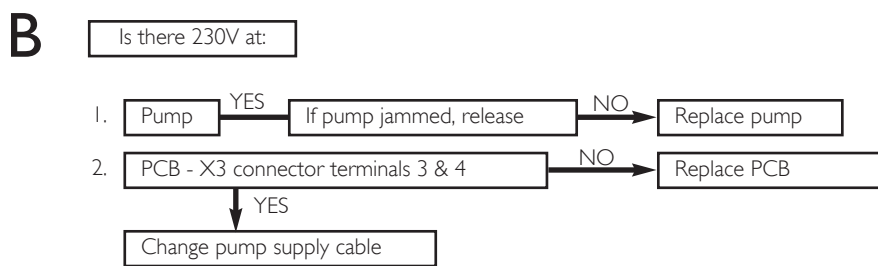 B
Is there 230V at:
1. Pump YES If pump jammed, release NO Replace pump
2. PCB - X3 connector terminals 3 & 4 NO Replace PCB
YES
Change pump supply cable